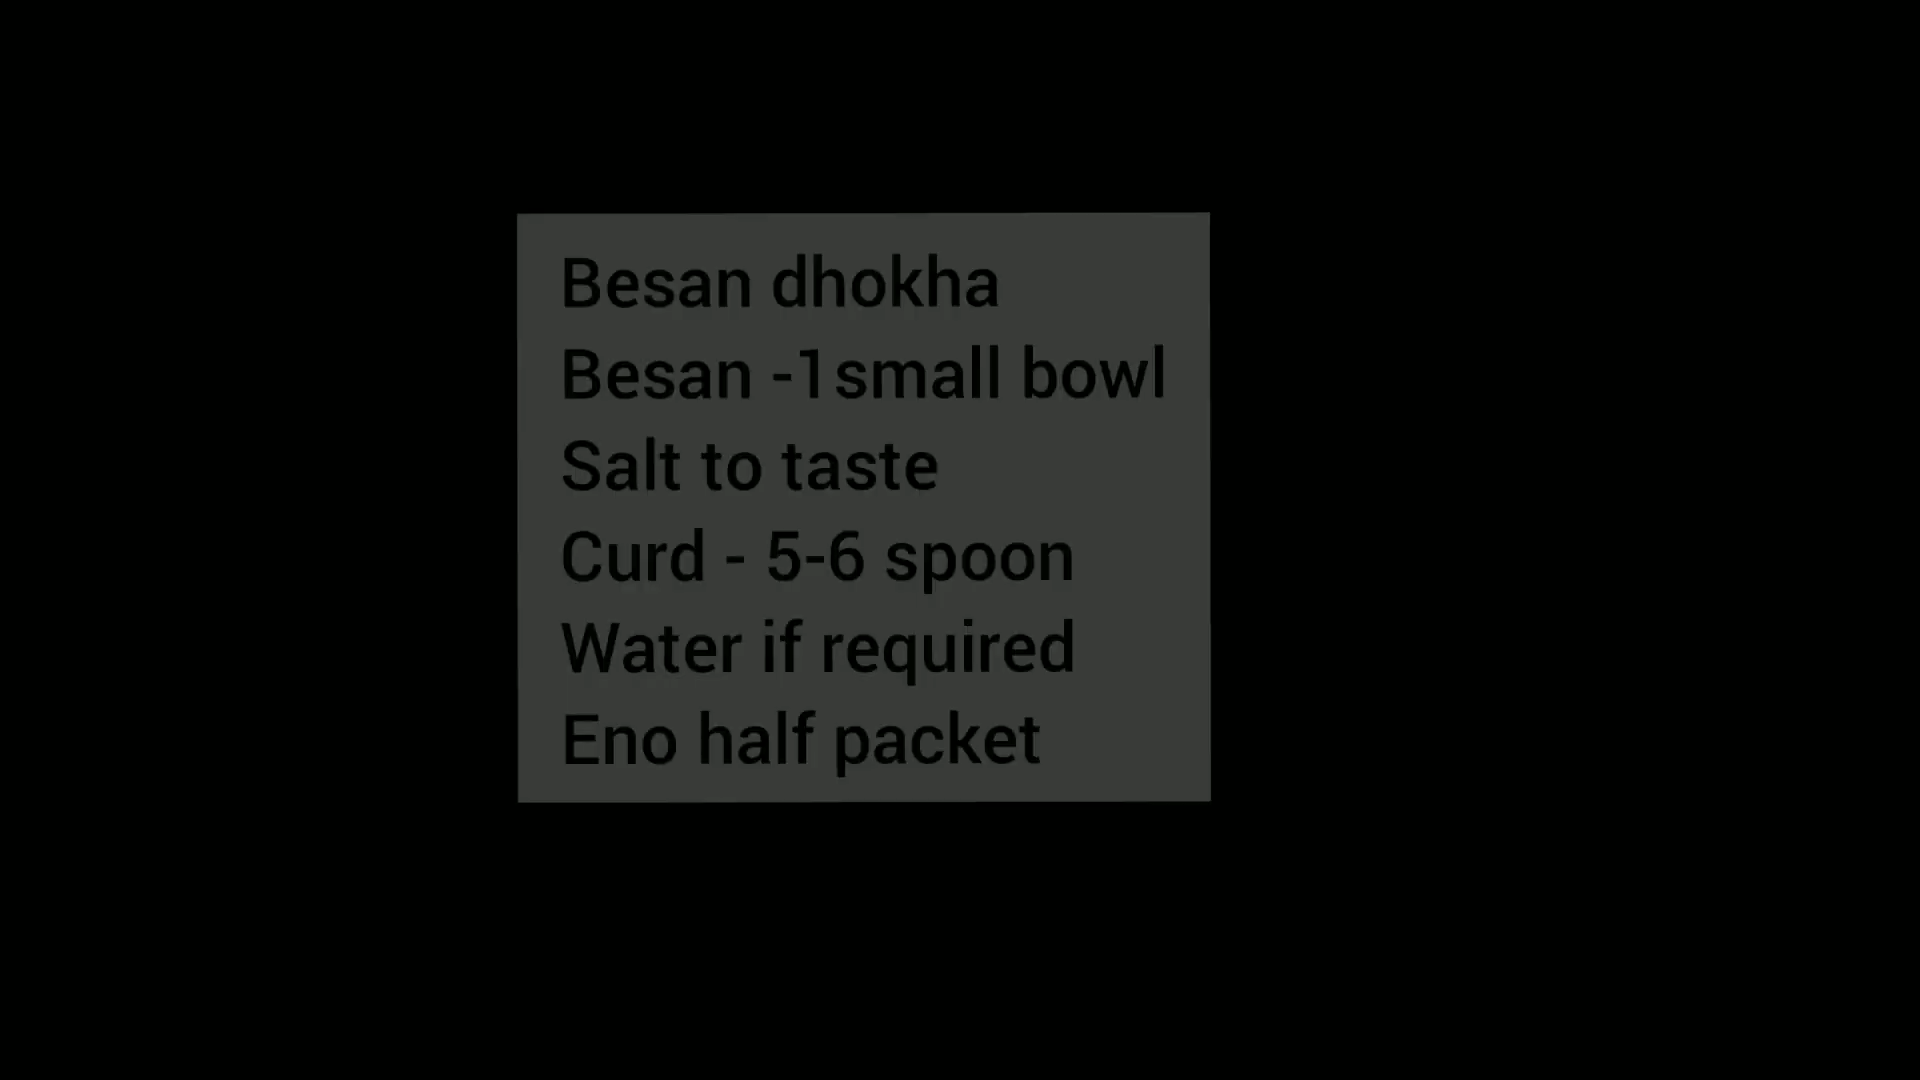 Besan dhokha
Besan -1small bowl
Salt to taste
Curd - 5-6 spoon
Water if required
Eno half packet